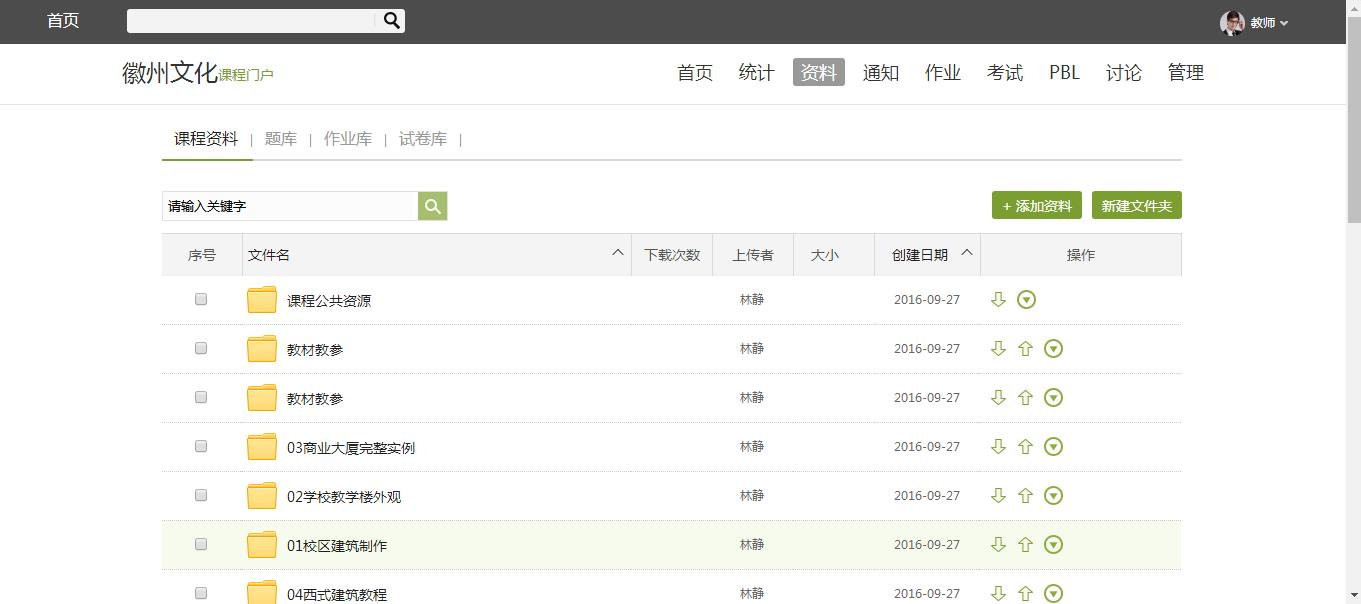 首页 教师
徽州文化课程门户 首页 统计 资料 通知 作业 考试 PBL 讨论 管理
课程资料 | 题库 | 作业库 | 试卷库 |
请输入关键字 + 添加资料 新建文件夹
序号 文件名 下载次数 上传者 大小 创建日期 操作
课程公共资源 林静 2016-09-27
教材教参 林静 2016-09-27
教材教参 林静 2016-09-27
03商业大厦完整实例 林静 2016-09-27
02学校教学楼外观 林静 2016-09-27
01校区建筑制作 林静 2016-09-27
04西式建筑教程 林静 2016-09-27